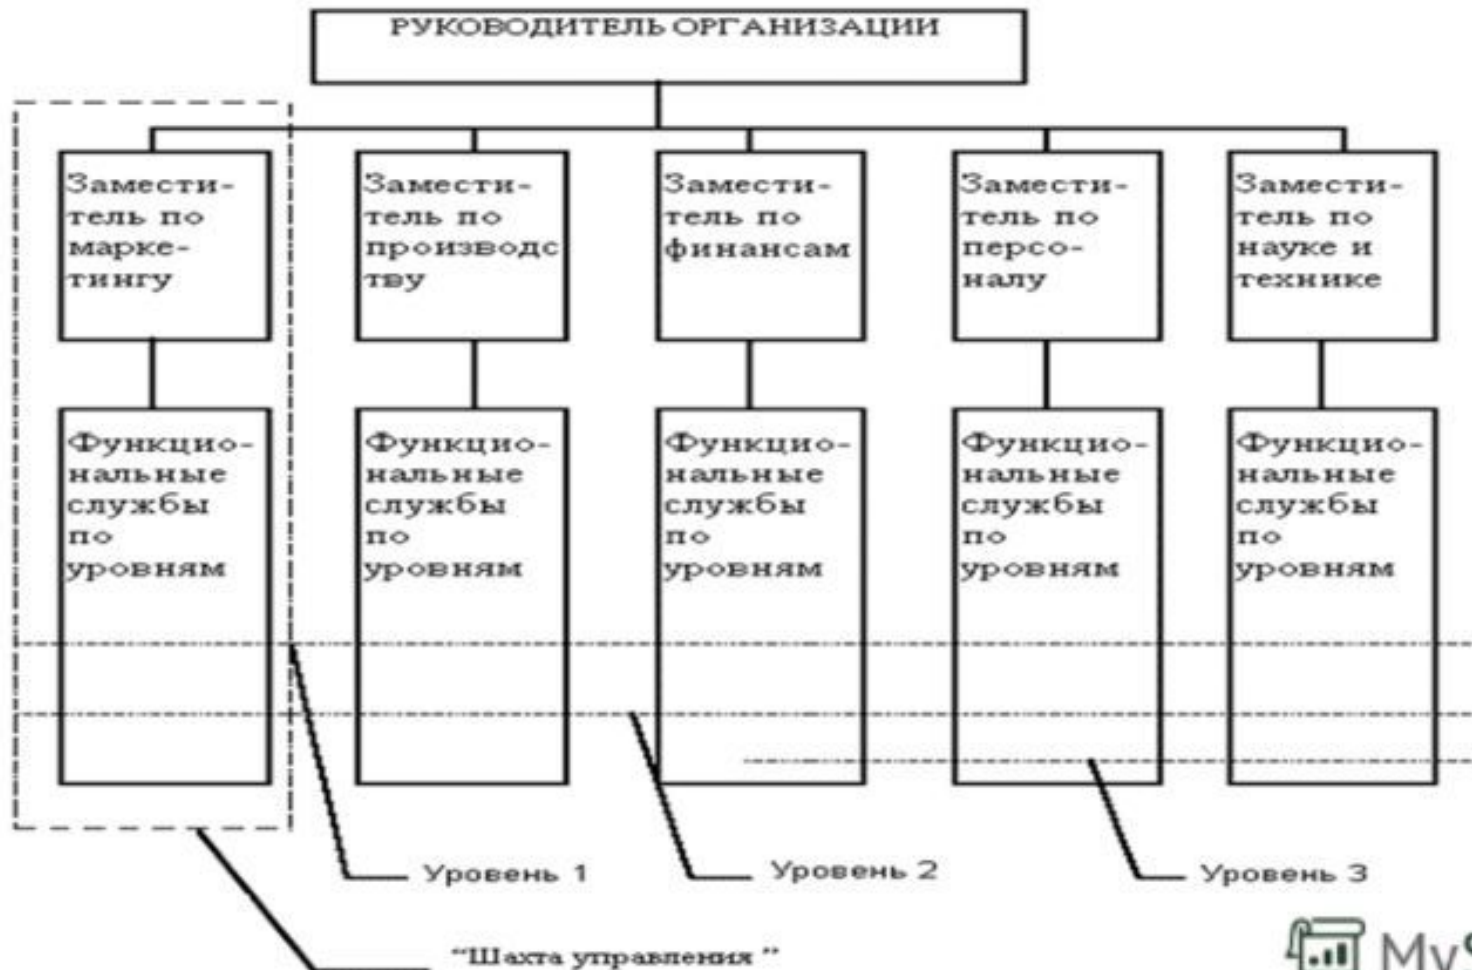 РУКОВОДИТЕЛЬ ОРГАНИЗАЦИИ
Замести-
тель по
марке-
тингу
Замести-
тель по
производс
тву
Замести-
тель по
финансам
Замести-
тель по
персо-
налу
Замести-
тель по
науке и
технике
Функцио-
нальные
службы
по
уровням
Функцио-
нальные
службы
по
уровням
Функцио-
нальные
службы
по
уровням
Функцио-
нальные
службы
по
уровням
Функцио-
нальные
службы
по
уровням
Уровень 1
Уровень 2
Уровень 3
“Шахта управления ”